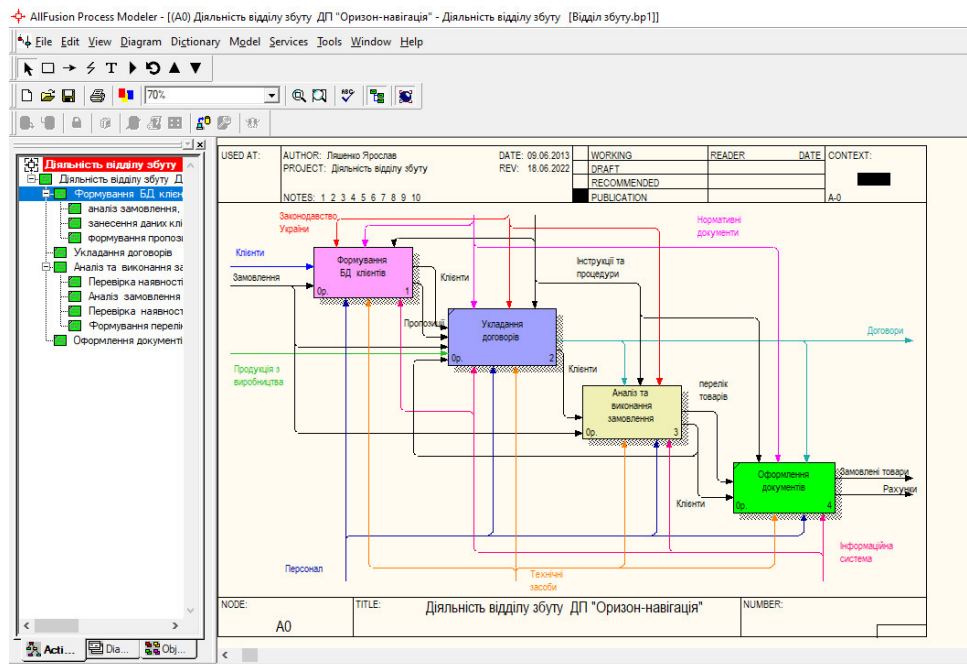 AllFusion Process Modeler - [(A0) Діяльність відділу збуту ДП "Оризон-навігація" - Діяльність відділу збуту [Відділ збуту.bp1]]
File Edit View Diagram Dictionary Model Services Tools Window Help
T
70%
ABC
Діяльність відділу збуту
Діяльність відділу збуту Д
Формування БД клієн
аналіз замовлення,
занесення даних клі
формування пропоз
Укладання договорів
Аналіз та виконання за
Перевірка наявності
Аналіз замовлення
Перевірка наявност
Формування перелік
Оформлення документі
Acti...
Dia...
Obj...
USED AT:
AUTHOR: Ляшенко Ярослав
DATE: 09.06.2013
PROJECT: Діяльність відділу збуту
REV: 18.06.2022
NOTES: 1 2 3 4 5 6 7 8 9 10
WORKING
READER
DATE
DRAFT
RECOMMENDED
PUBLICATION
CONTEXT:
A-0
Законодавство
України
Нормативні
документи
Клієнти
Замовлення
Формування
БД клієнтів
0р.
1
Клієнти
Інструкції та
процедури
Пропозиції
Укладання
договорів
0р.
2
Договори
Продукція з
виробництва
Клієнти
Аналіз та
виконання
замовлення
0р.
3
перелік
товарів
Оформлення
документів
0р.
4
Замовлені товари
Рахунки
Клієнти
Персонал
Технічні
засоби
Інформаційна
система
NODE:
A0
TITLE:
Діяльність відділу збуту ДП "Оризон-навігація"
NUMBER: